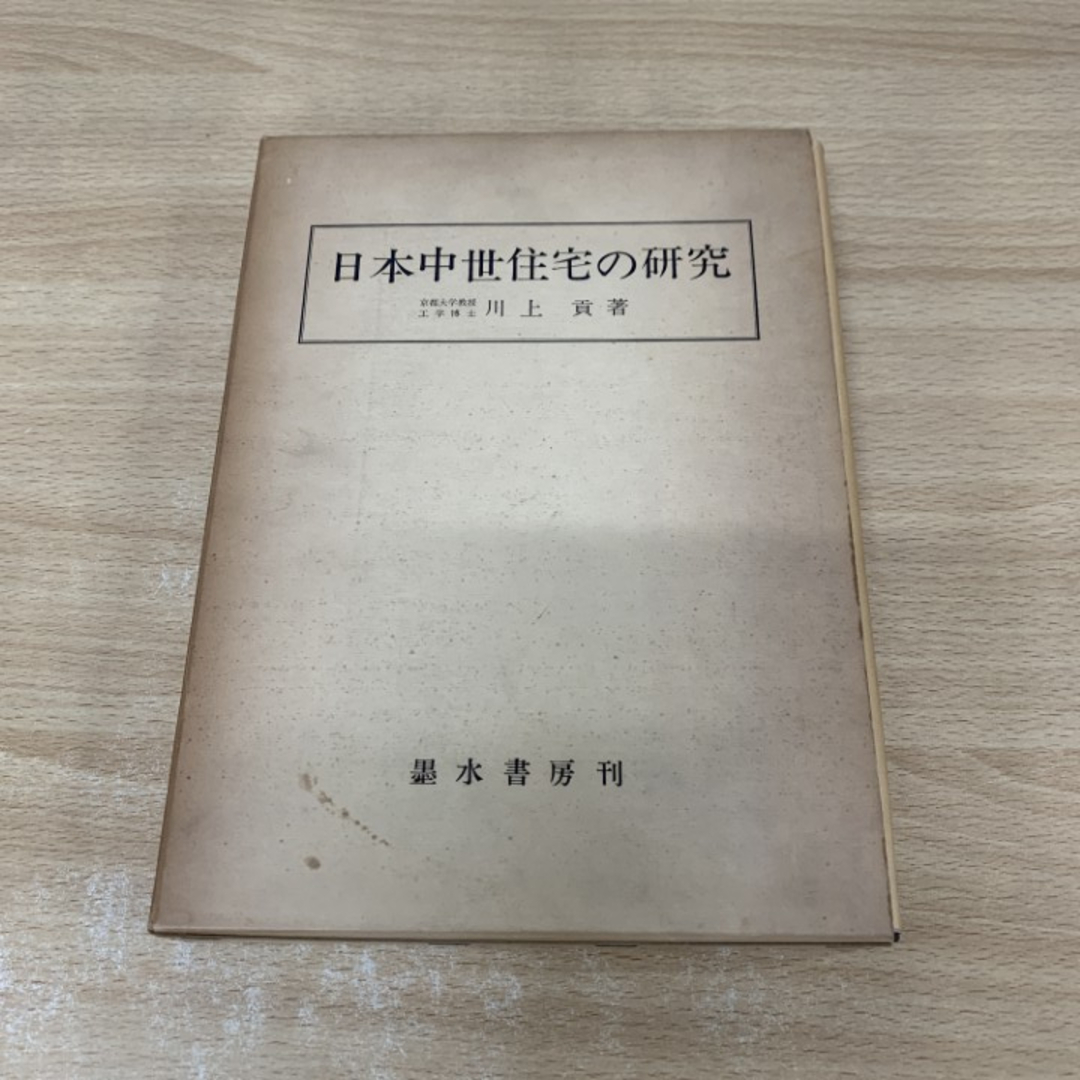 日本中世住宅の研究
京都大学教授
工学博士 川上 貢 著
墨水書房刊